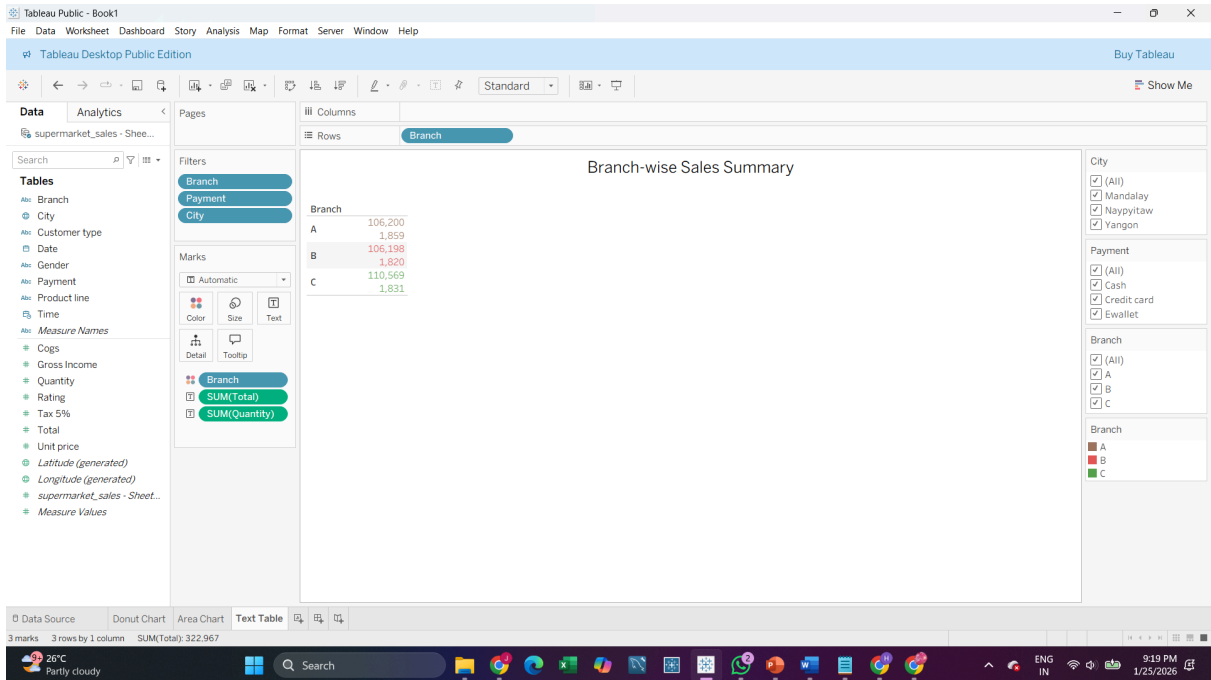 Tableau Public - Book1
File Data Worksheet Dashboard Story Analysis Map Format Server Window Help
Tableau Desktop Public Edition
Buy Tableau
Standard
Show Me
Data
Analytics
supermarket_sales - Shee...
Search
Tables
Abc Branch
City
Abc Customer type
Date
Abc Gender
Abc Payment
Abc Product line
Time
Abc Measure Names
# Cogs
# Gross Income
# Quantity
# Rating
# Tax 5%
# Total
# Unit price
Latitude (generated)
Longitude (generated)
# supermarket_sales - Sheet...
# Measure Values
Pages
Filters
Branch
Payment
City
Marks
Automatic
Color Size Text
Detail Tooltip
Branch
SUM(Total)
SUM(Quantity)
Columns
Rows
Branch
Branch-wise Sales Summary
Branch
A
106,200
1,859
B
106,198
1,820
C
110,569
1,831
City
(All)
Mandalay
Naypyitaw
Yangon
Payment
(All)
Cash
Credit card
Ewallet
Branch
(All)
A
B
C
Branch
A
B
C
Data Source Donut Chart Area Chart Text Table
3 marks 3 rows by 1 column SUM(Total): 322,967
9+
26°C
Partly cloudy
Search
ENG
IN
9:19 PM
1/25/2026